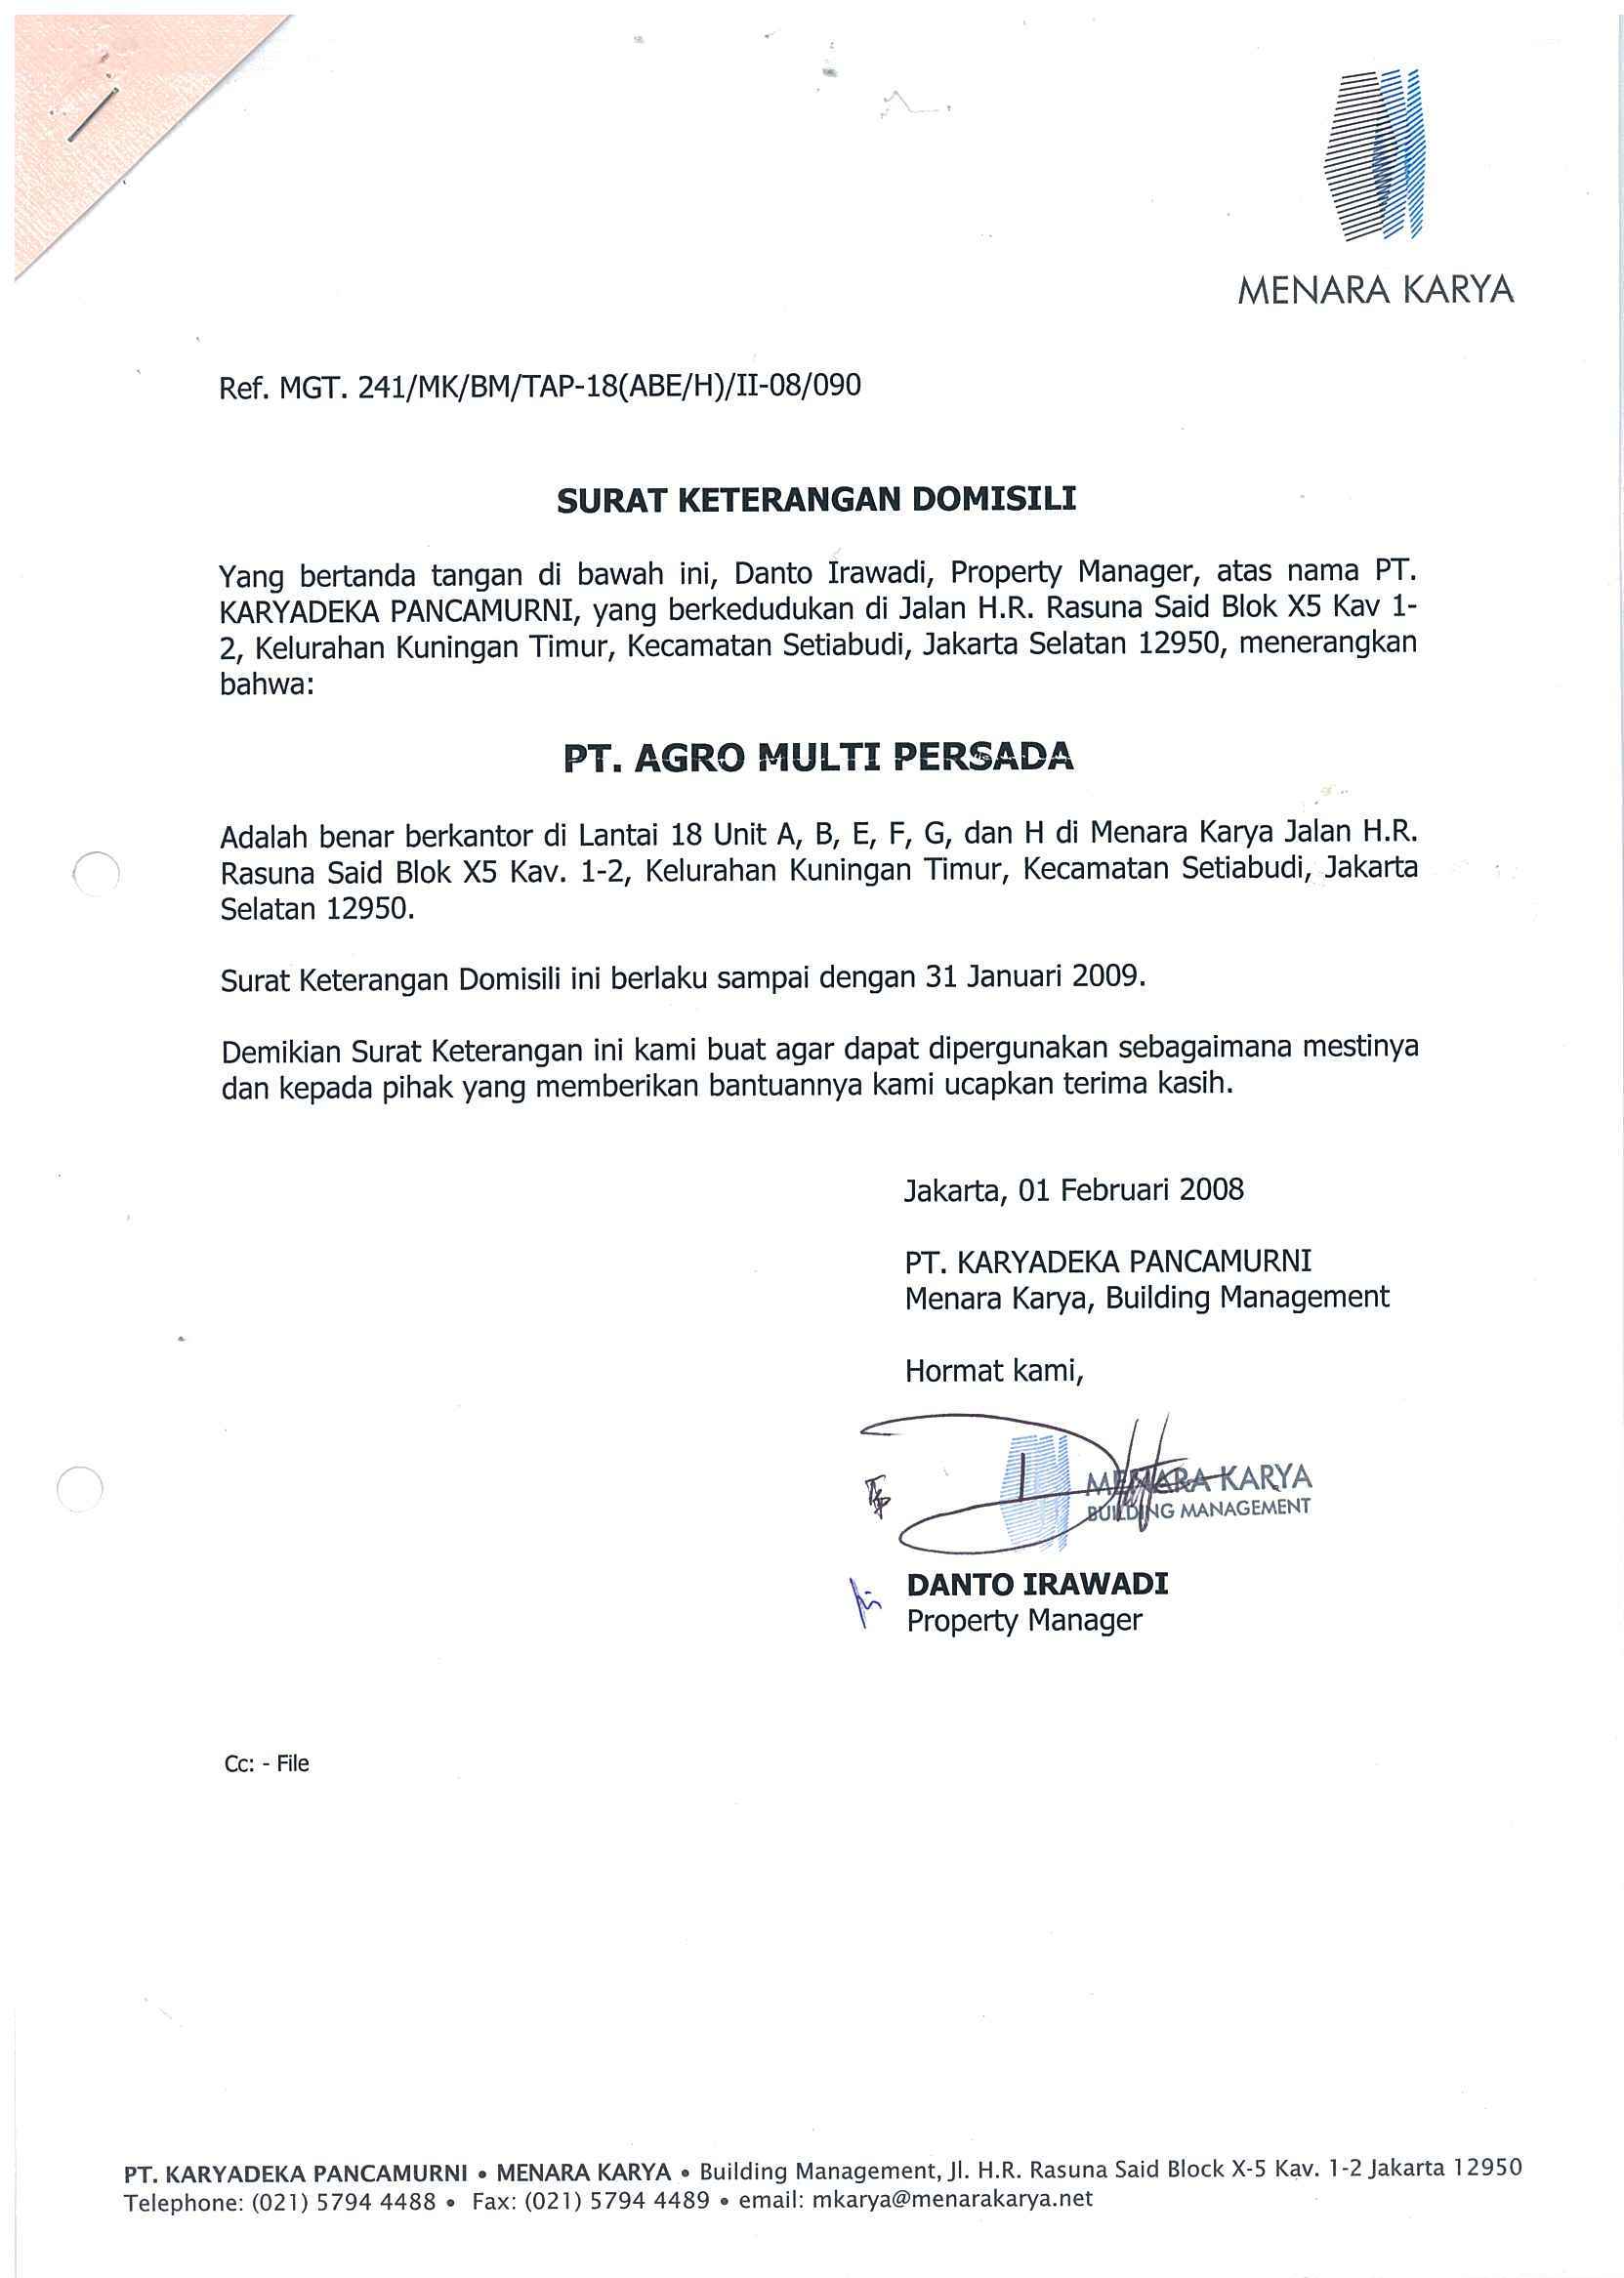 MENARA KARYA
Ref. MGT. 241/MK/BM/TAP-18(ABE/H)/II-08/090
SURAT KETERANGAN DOMISILI
Yang bertanda tangan di bawah ini, Danto Irawadi, Property Manager, atas nama PT.
KARYADEKA PANCAMURNI, yang berkedudukan di Jalan H.R. Rasuna Said Blok X5 Kav 1-
2, Kelurahan Kuningan Timur, Kecamatan Setiabudi, Jakarta Selatan 12950, menerangkan
bahwa:
PT. AGRO MULTI PERSADA
Adalah benar berkantor di Lantai 18 Unit A, B, E, F, G, dan H di Menara Karya Jalan H.R.
Rasuna Said Blok X5 Kav. 1-2, Kelurahan Kuningan Timur, Kecamatan Setiabudi, Jakarta
Selatan 12950.
Surat Keterangan Domisili ini berlaku sampai dengan 31 Januari 2009.
Demikian Surat Keterangan ini kami buat agar dapat dipergunakan sebagaimana mestinya
dan kepada pihak yang memberikan bantuannya kami ucapkan terima kasih.
Jakarta, 01 Februari 2008
PT. KARYADEKA PANCAMURNI
Menara Karya, Building Management
Hormat kami,
MENARA KARYA
BUILDING MANAGEMENT
DANTO IRAWADI
Property Manager
Cc: - File
PT. KARYADEKA PANCAMURNI • MENARA KARYA • Building Management, Jl. H.R. Rasuna Said Block X-5 Kav. 1-2 Jakarta 12950
Telephone: (021) 5794 4488 • Fax: (021) 5794 4489 • email: mkarya@menarakarya.net